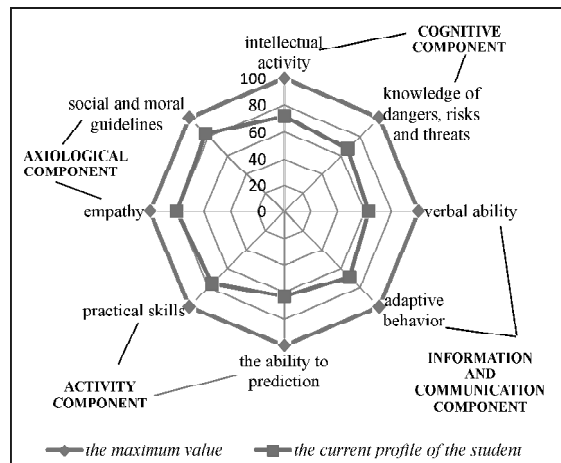 COGNITIVE
COMPONENT
intellectual
activity
100
80
60
40
20
0
knowledge of
dangers, risks
and threats
social and moral
guidelines
AXIOLOGICAL
COMPONENT
empathy
verbal ability
practical skills
adaptive
behavior
the ability to
prediction
ACTIVITY
COMPONENT
INFORMATION
AND
COMMUNICATION
COMPONENT
the maximum value
the current profile of the student